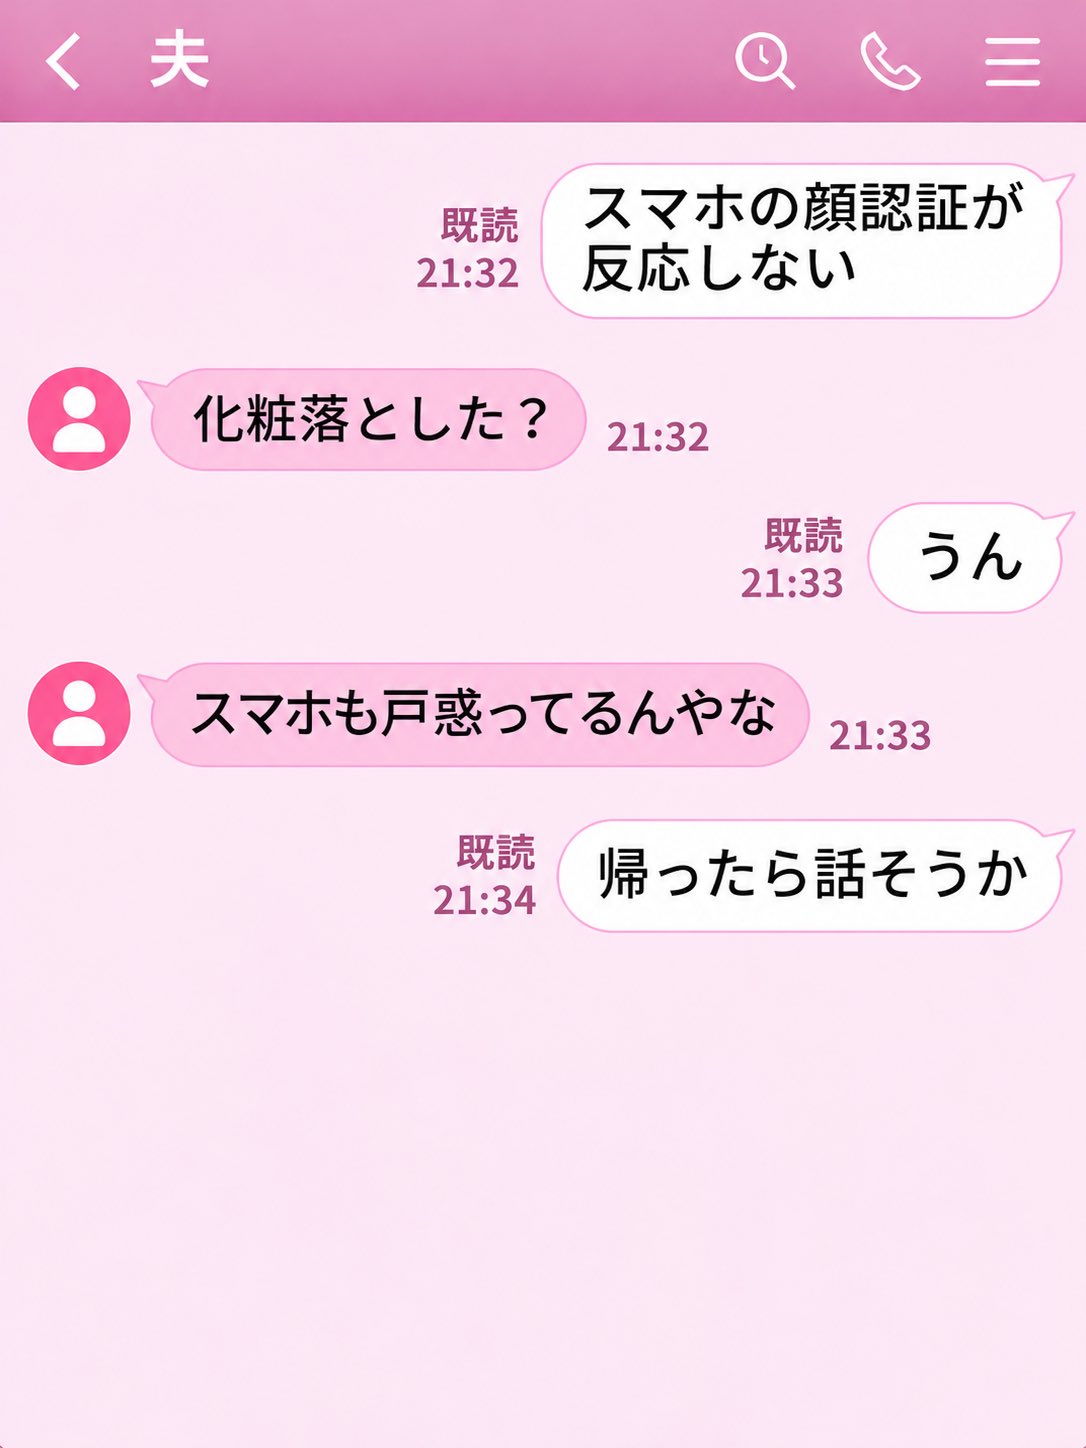 夫
スマホの顔認証が
反応しない
既読
21:32
化粧落とした？
21:32
うん
既読
21:33
スマホも戸惑ってるんやな
21:33
帰ったら話そうか
既読
21:34